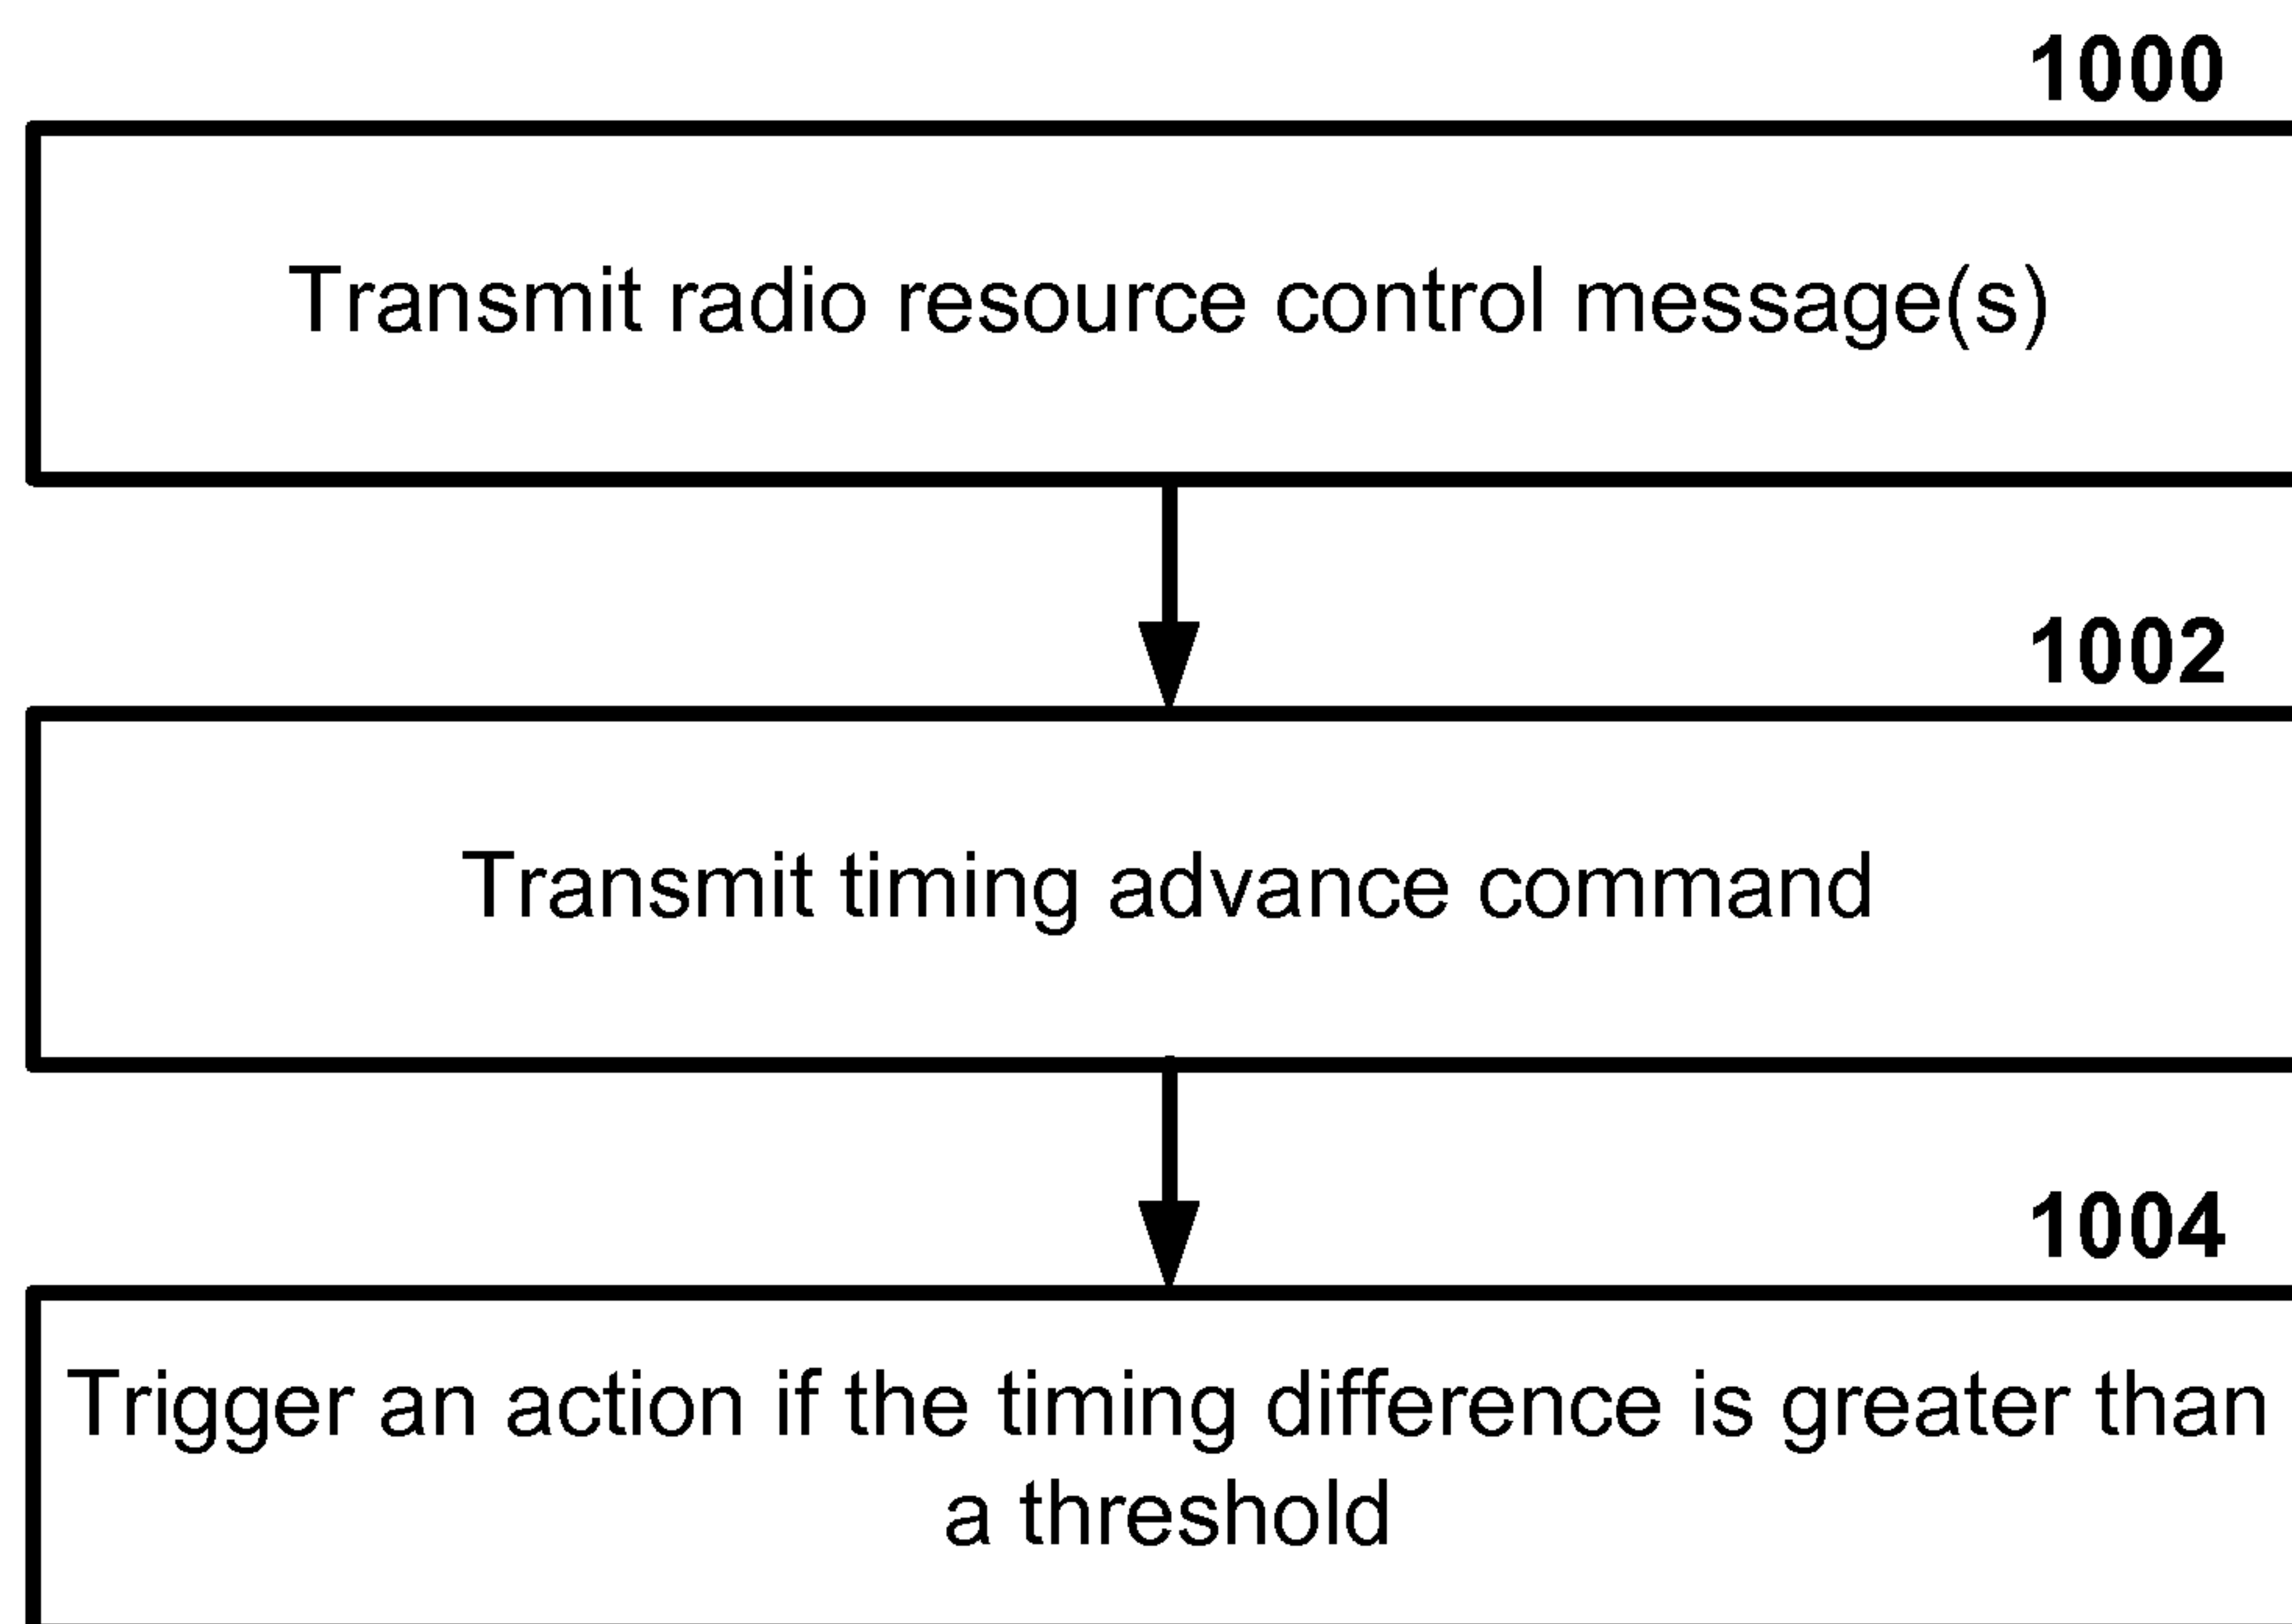 1000
Transmit radio resource control message(s)
1002
Transmit timing advance command
1004
Trigger an action if the timing difference is greater than
a threshold